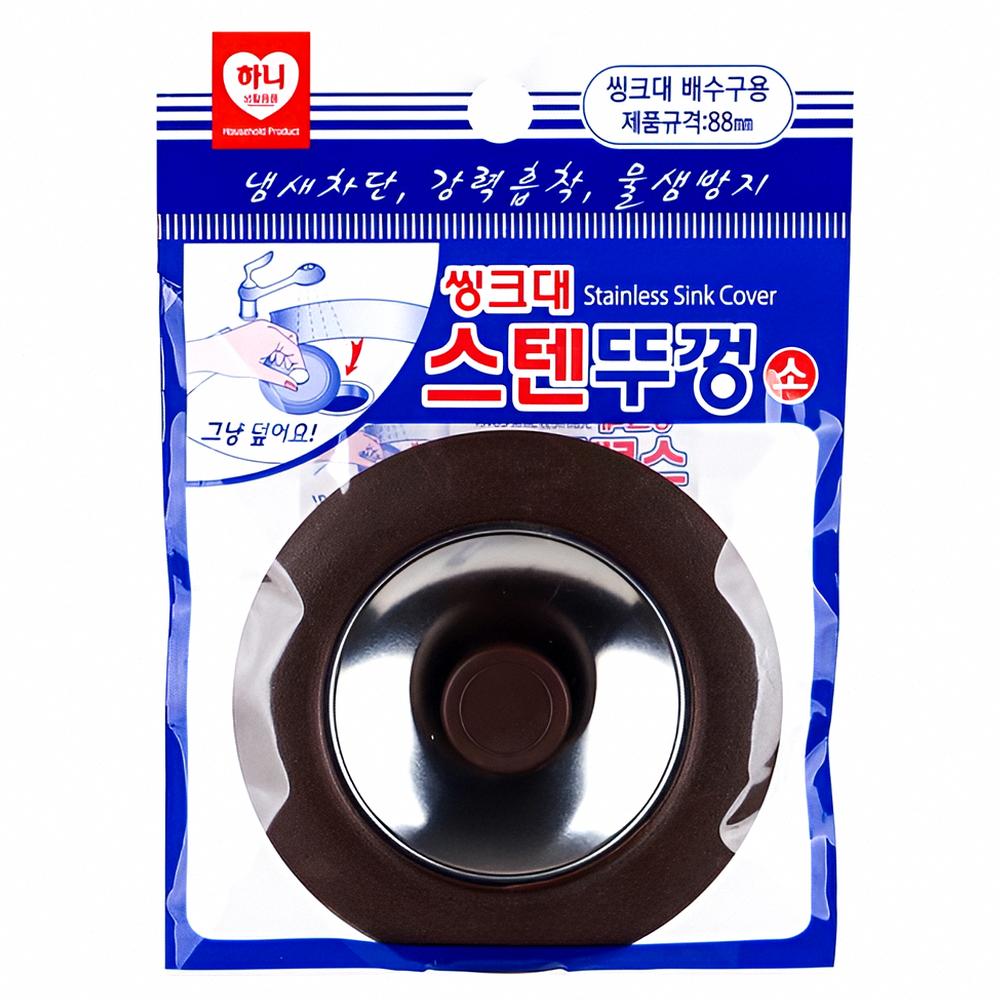 하니
Household Product
씽크대 배수구용
제품규격:88㎜
냄새차단, 강력흡착, 물샘방지
씽크대 Stainless Sink Cover
스텐뚜껑 소
그냥 덮어요!